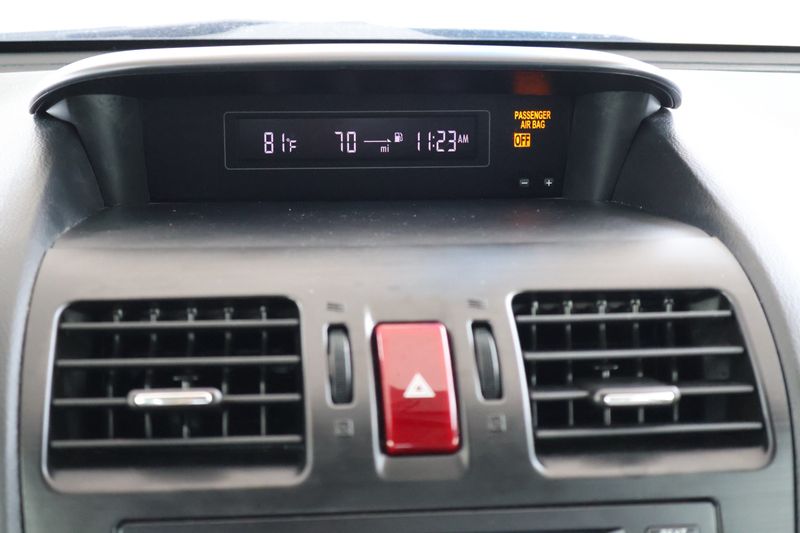 81°F 70 mi 11:23 AM
PASSENGER
AIR BAG
OFF
- +